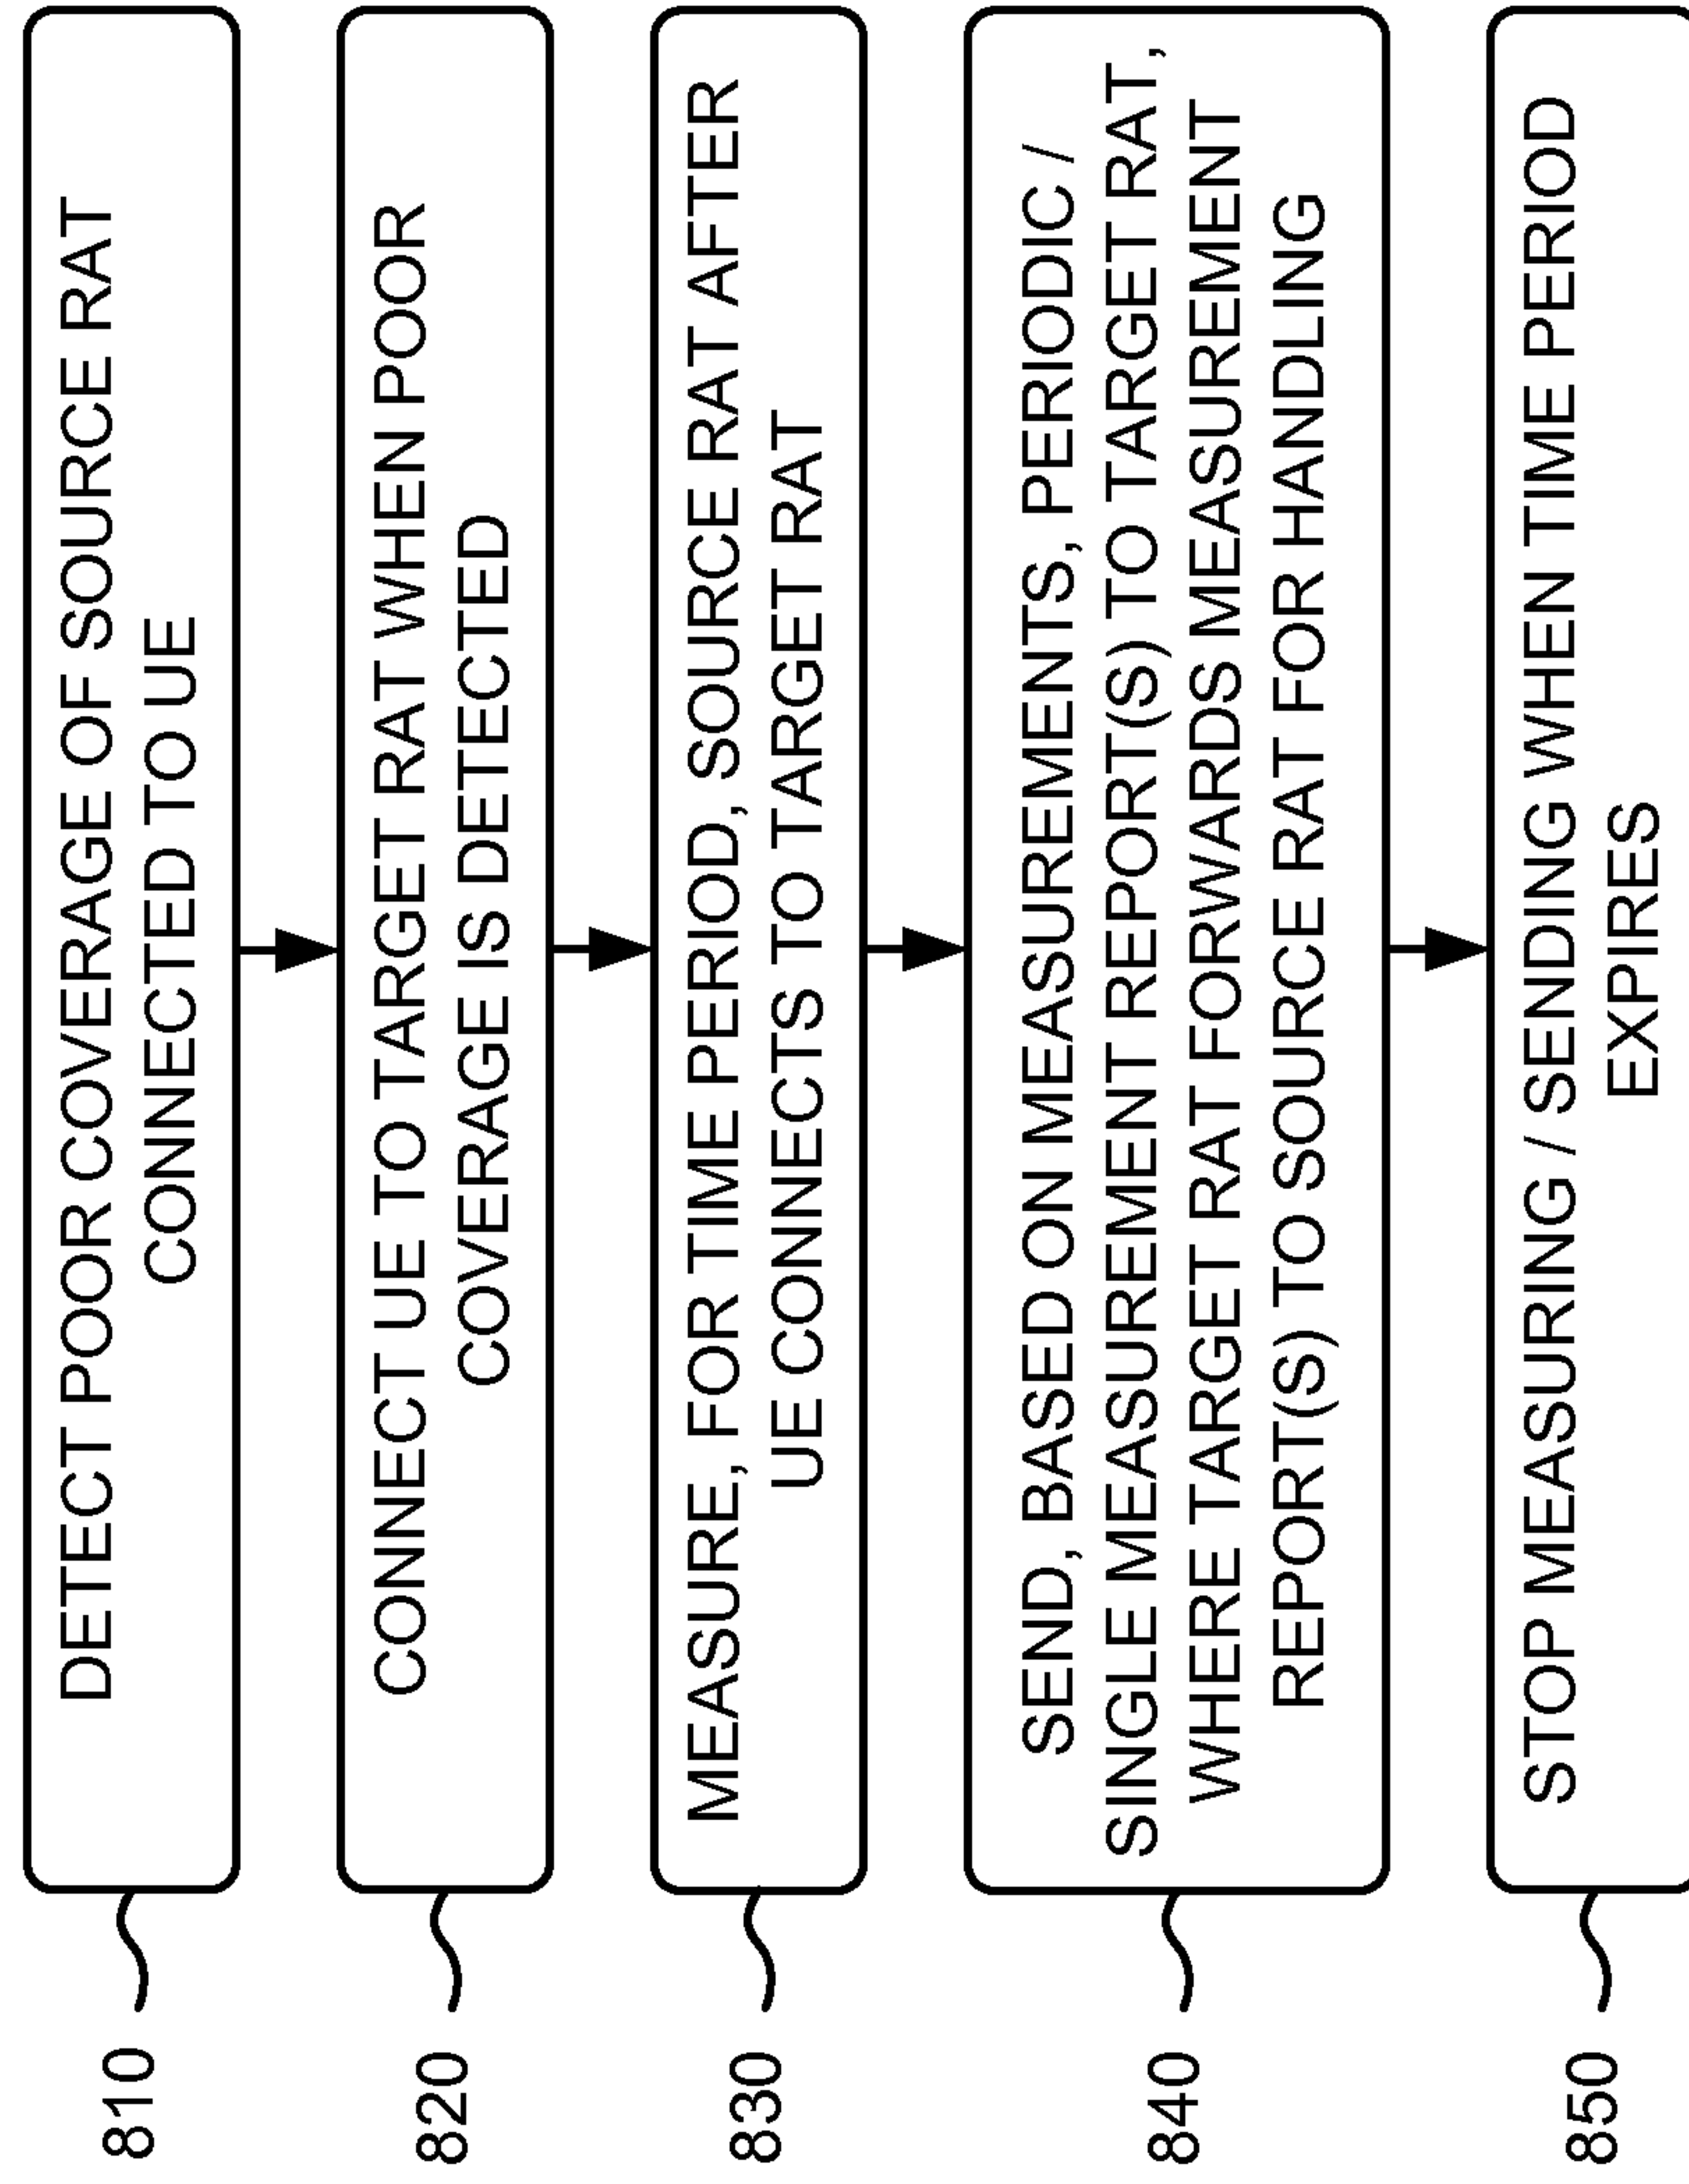 810
DETECT POOR COVERAGE OF SOURCE RAT
CONNECTED TO UE
820
CONNECT UE TO TARGET RAT WHEN POOR
COVERAGE IS DETECTED
830
MEASURE, FOR TIME PERIOD, SOURCE RAT AFTER
UE CONNECTS TO TARGET RAT
840
SEND, BASED ON MEASUREMENTS, PERIODIC /
SINGLE MEASUREMENT REPORT(S) TO TARGET RAT,
WHERE TARGET RAT FORWARDS MEASUREMENT
REPORT(S) TO SOURCE RAT FOR HANDLING
850
STOP MEASURING / SENDING WHEN TIME PERIOD
EXPIRES